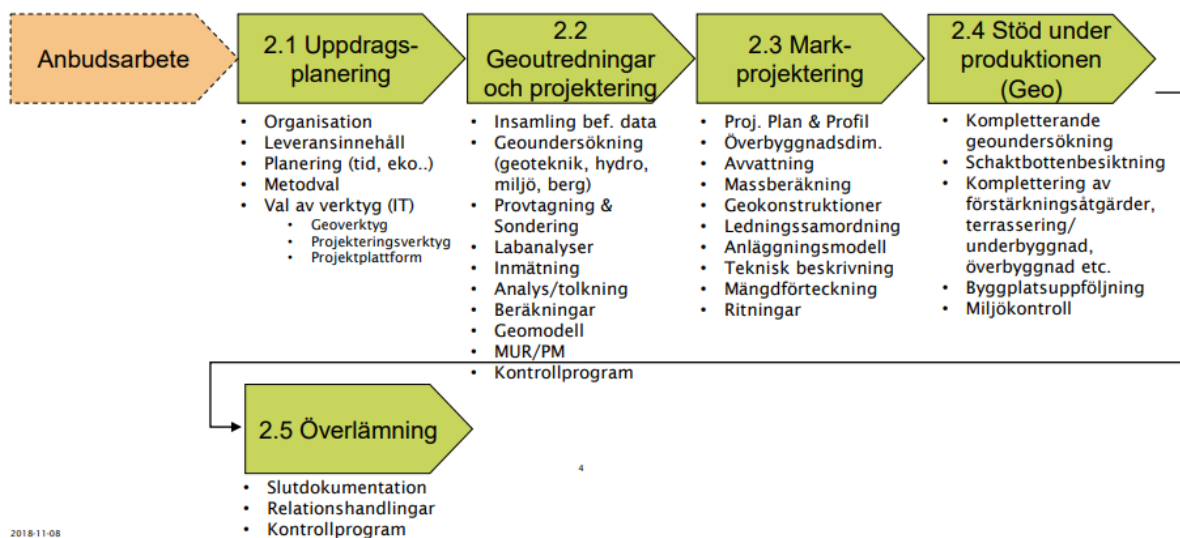 Anbudsarbete
2.1 Uppdrags-
planering
• Organisation
• Leveransinnehåll
• Planering (tid, eko..)
• Metodval
• Val av verktyg (IT)
• Geoverktyg
• Projekteringsverktyg
• Projektplattform
2.2
Geoutredningar
och projektering
• Insamling bef. data
• Geoundersökning
(geoteknik, hydro,
miljö, berg)
• Provtagning &
Sondering
• Labanalyser
• Inmätning
• Analys/tolkning
• Beräkningar
• Geomodell
• MUR/PM
• Kontrollprogram
2.3 Mark-
projektering
• Proj. Plan & Profil
• Överbyggnadsdim.
• Avvattning
• Massberäkning
• Geokonstruktioner
• Ledningssamordning
• Anläggningsmodell
• Teknisk beskrivning
• Mängdförteckning
• Ritningar
2.4 Stöd under
produktionen
(Geo)
• Kompletterande
geoundersökning
• Schaktbottenbesiktning
• Komplettering av
förstärkningsåtgärder,
terrassering/
underbyggnad,
överbyggnad etc.
• Byggplatsuppföljning
• Miljökontroll
2.5 Överlämning
• Slutdokumentation
• Relationshandlingar
• Kontrollprogram
4
2018-11-08